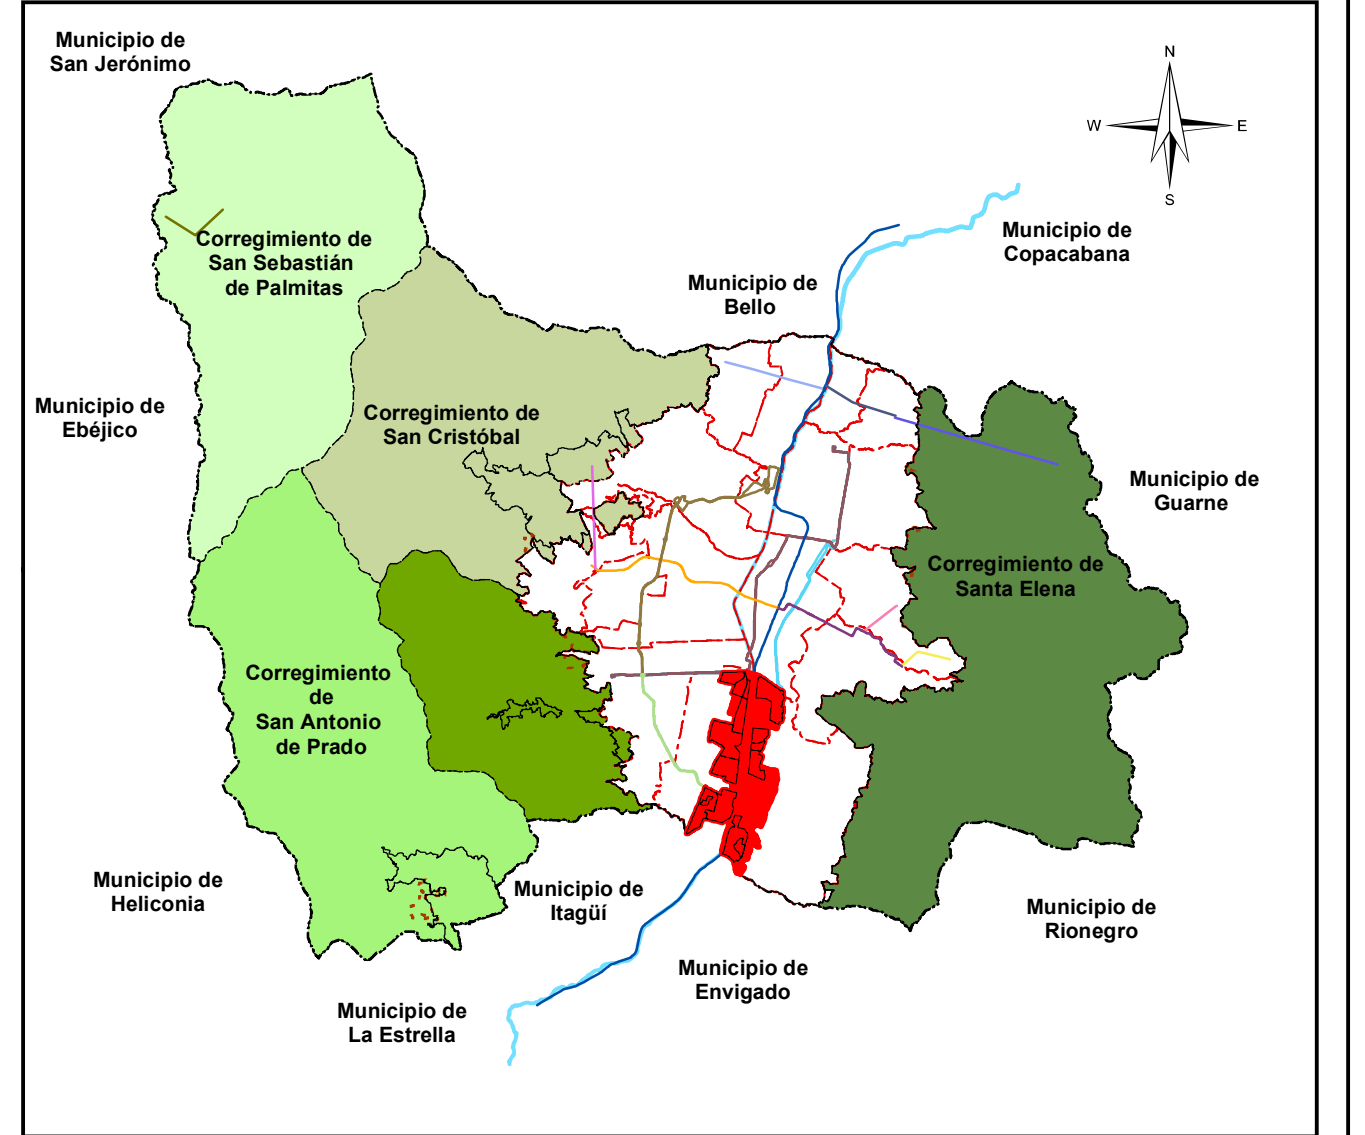 Municipio de
San Jerónimo
N
W
E
S
Corregimiento de
San Sebastián
de Palmitas
Municipio de
Copacabana
Municipio de
Bello
Municipio de
Ebéjico
Corregimiento de
San Cristóbal
Municipio de
Guarne
Corregimiento de
Santa Elena
Corregimiento
de
San Antonio
de Prado
Municipio de
Heliconia
Municipio de
Itagüí
Municipio de
Rionegro
Municipio de
Envigado
Municipio de
La Estrella